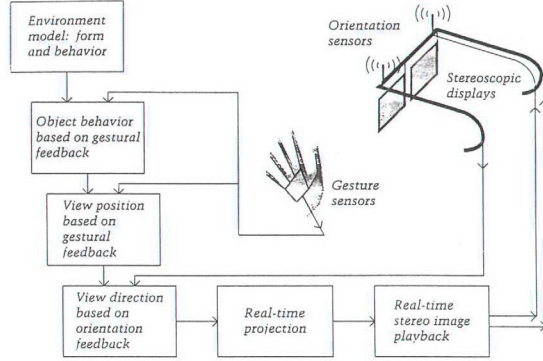 Environment
model: form
and behavior
Orientation
sensors
Stereoscopic
displays
Object behavior
based on gestural
feedback
Gesture
sensors
View position
based on
gestural
feedback
View direction
based on
orientation
feedback
Real-time
projection
Real-time
stereo image
playback